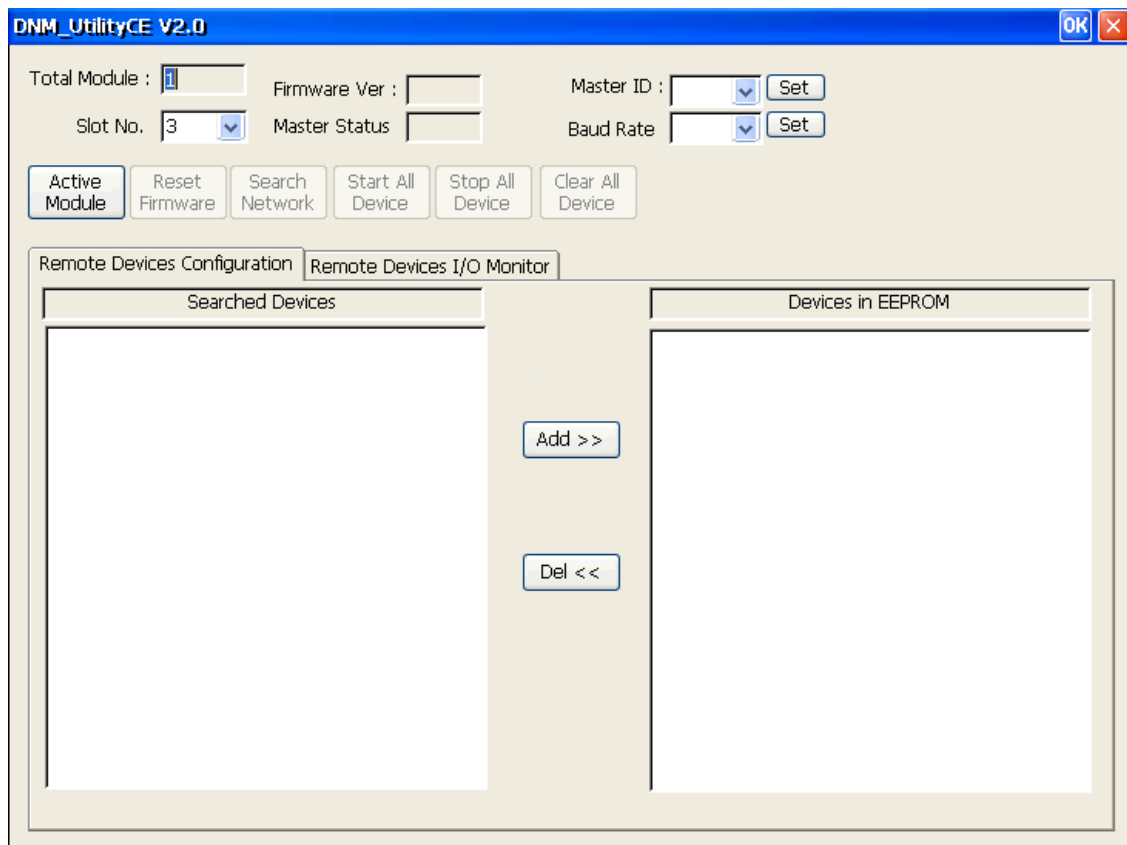 DNM_UtilityCE V2.0 OK
Total Module : 1
Firmware Ver :
Master ID : Set
Slot No. 3
Master Status
Baud Rate Set
Active Module
Reset Firmware
Search Network
Start All Device
Stop All Device
Clear All Device
Remote Devices Configuration
Remote Devices I/O Monitor
Searched Devices
Devices in EEPROM
Add >>
Del <<